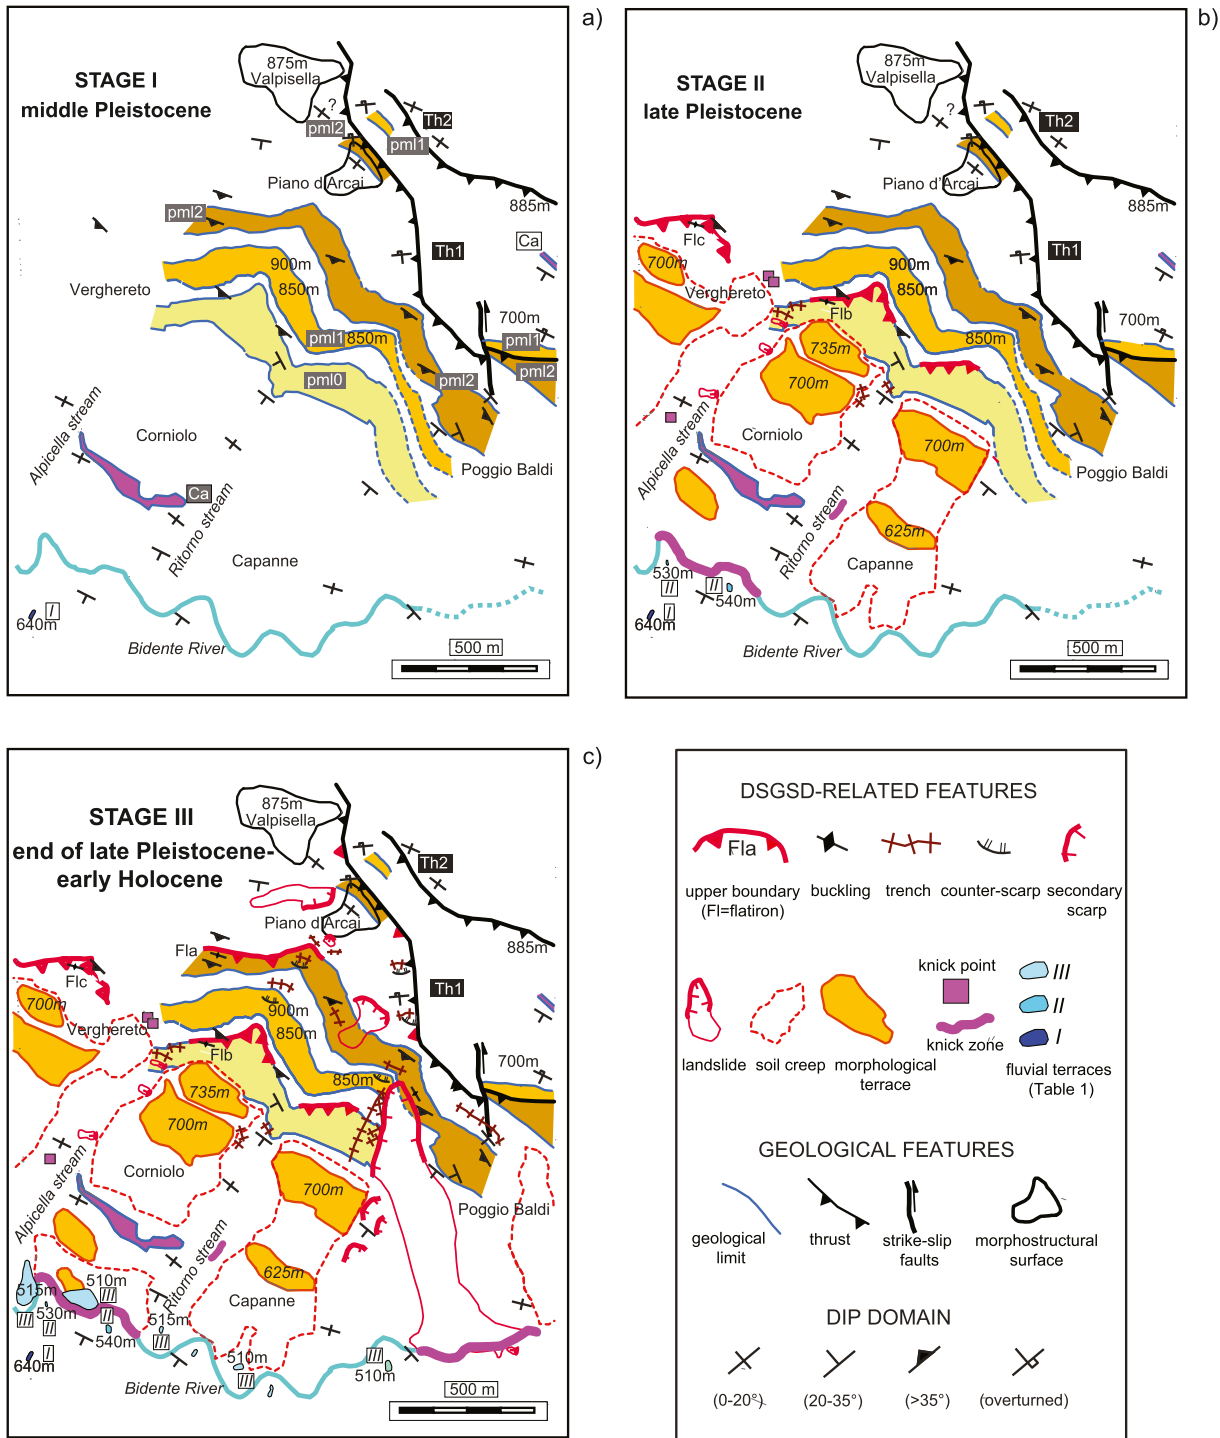 a)
STAGE I
middle Pleistocene
875m
Valpisella
?
Th2
pml2
pml1
Piano d'Arcai
885m
pml2
Th1
Ca
900m
850m
Verghereto
700m
pml1
850m
pml1
pml0
pml2
pml2
Corniolo
Alpicella stream
Poggio Baldi
Ca
Ritorno stream
Capanne
I
640m
Bidente River
500 m
b)
STAGE II
late Pleistocene
875m
Valpisella
?
Th2
Piano d'Arcai
885m
Flc
Th1
700m
900m
850m
Verghereto
Flb
700m
735m
850m
700m
Corniolo
Alpicella stream
700m
Poggio Baldi
Ritorno stream
625m
530m
Capanne
II
II
540m
I
640m
Bidente River
500 m
c)
STAGE III
end of late Pleistocene-
early Holocene
875m
Valpisella
Th2
Piano d'Arcai
885m
Fla
Flc
Th1
700m
900m
Verghereto
850m
Flb
700m
850m
735m
700m
Corniolo
Alpicella stream
700m
Poggio Baldi
Ritorno stream
625m
510m
515m
III
Capanne
530m
515m
III
II
II
540m
III
III
I
510m
640m
III
510m
Bidente River
500 m
DSGSD-RELATED FEATURES
Fla
upper boundary
(Fl=flatiron)
buckling
trench
counter-scarp
secondary
scarp
knick point
knick zone
III
II
I
landslide
soil creep
morphological
terrace
fluvial terraces
(Table 1)
GEOLOGICAL FEATURES
geological
limit
thrust
strike-slip
faults
morphostructural
surface
DIP DOMAIN
(0-20°)
(20-35°)
(>35°)
(overturned)